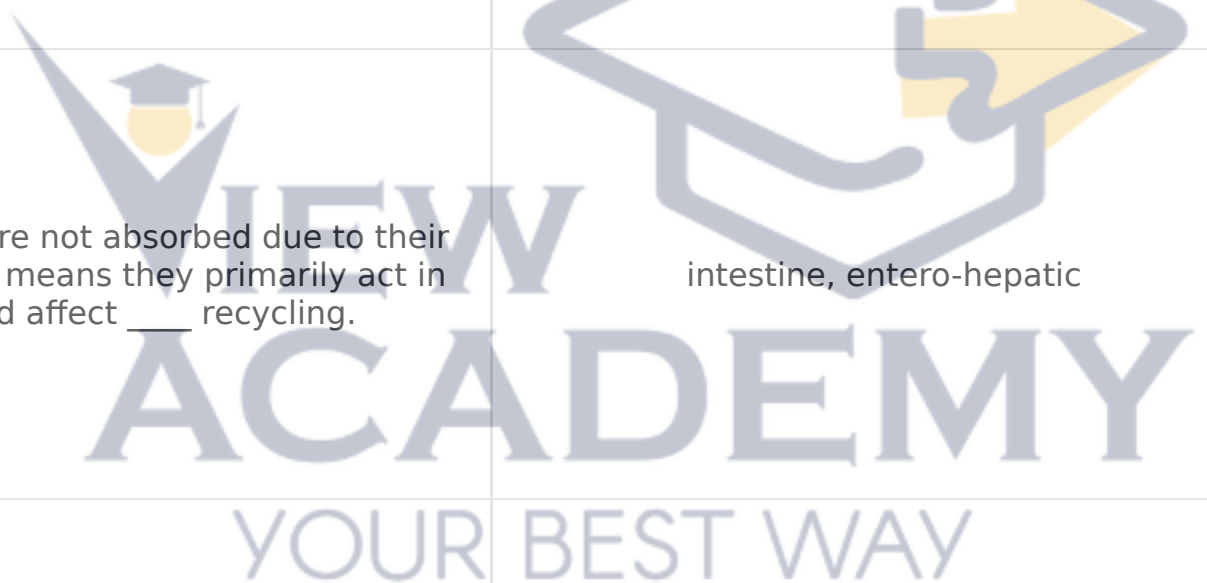 re not absorbed due to their
means they primarily act in
d affect ____ recycling.
intestine, entero-hepatic
VIEW
ACADEMY
YOUR BEST WAY